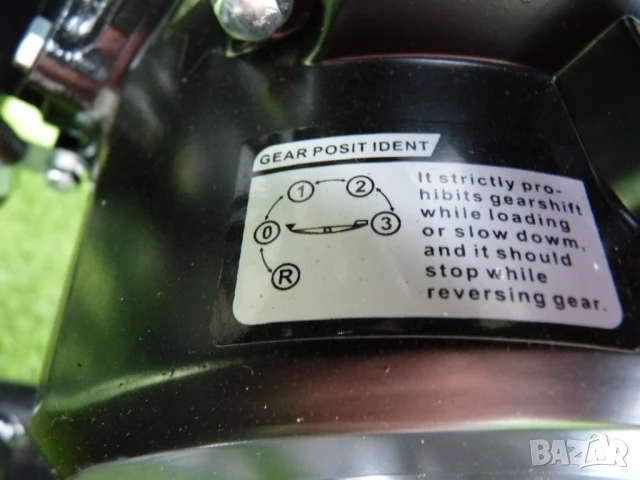 GEAR POSIT IDENT
1 2
0 3
R
It strictly pro-
hibits gearshift
while loading
or slow dowm,
and it should
stop while
reversing gear.
BAZAR